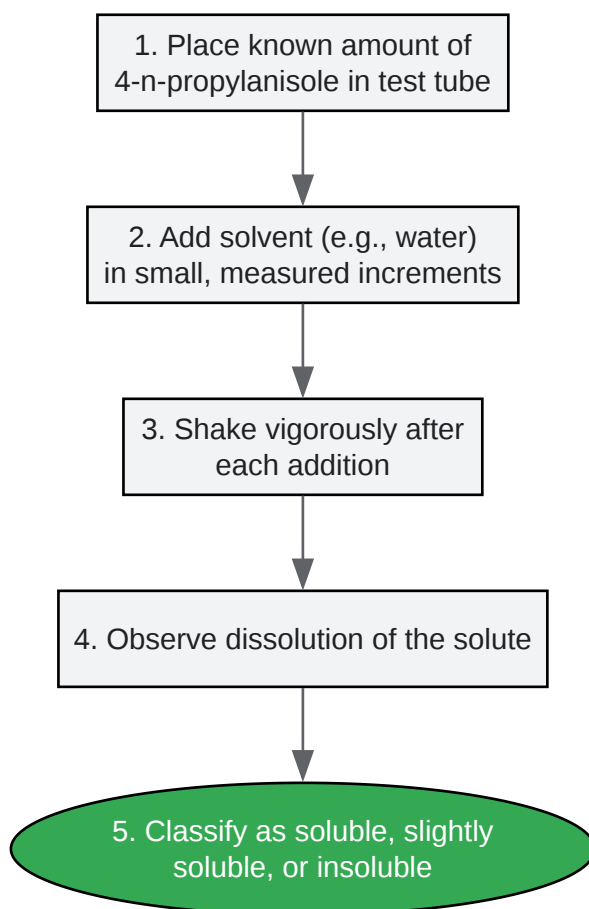 1. Place known amount of
4-n-propylanisole in test tube
2. Add solvent (e.g., water)
in small, measured increments
3. Shake vigorously after
each addition
4. Observe dissolution of the solute
5. Classify as soluble, slightly
soluble, or insoluble